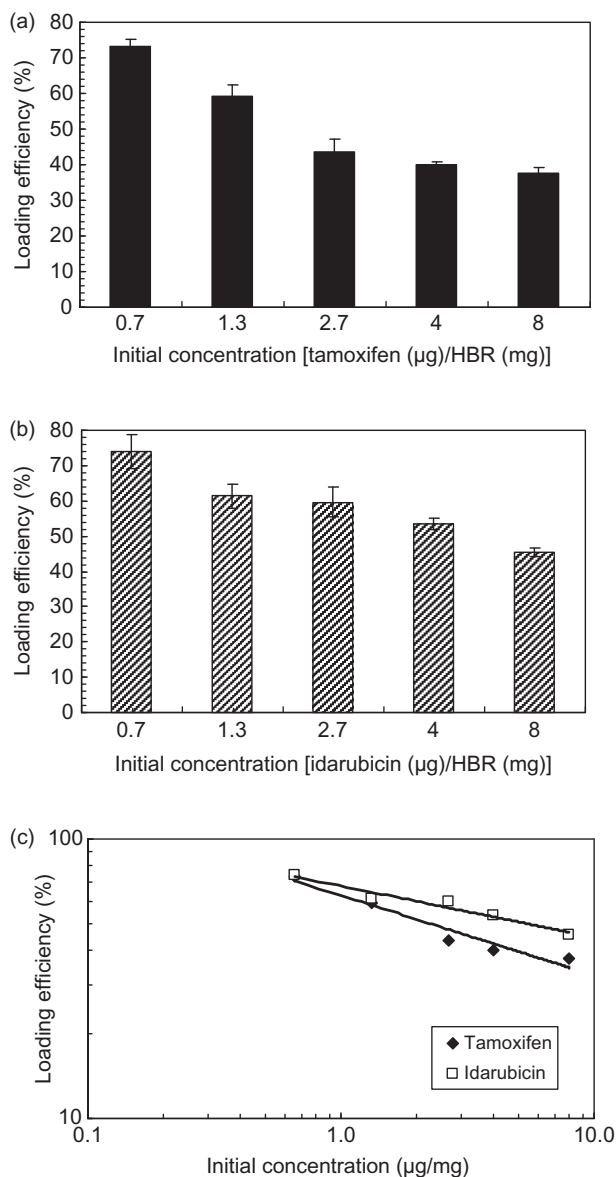 (a)
80
70
60
50
40
30
20
10
0
Loading efficiency (%)
0.7 1.3 2.7 4 8
Initial concentration [tamoxifen (µg)/HBR (mg)]
(b)
80
70
60
50
40
30
20
10
0
Loading efficiency (%)
0.7 1.3 2.7 4 8
Initial concentration [idarubicin (µg)/HBR (mg)]
(c)
100
10
Loading efficiency (%)
Tamoxifen
Idarubicin
0.1 1.0 10.0
Initial concentration (µg/mg)